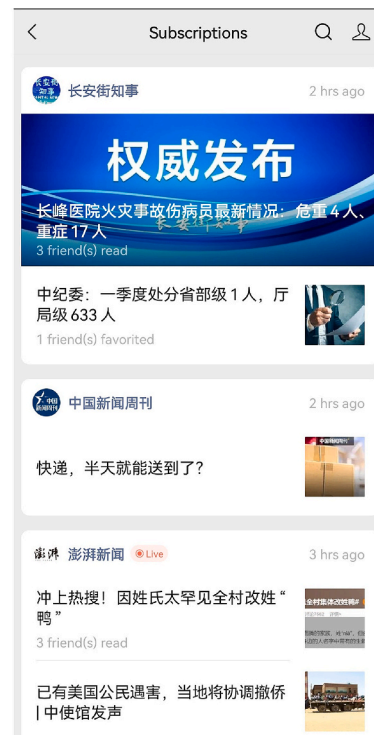 Subscriptions
长安街知事
2 hrs ago
权威发布
长峰医院火灾事故伤病员最新情况：危重4人、
重症17人
3 friend(s) read
中纪委：一季度处分省部级1人，厅
局级633人
1 friend(s) favorited
中国新闻周刊
2 hrs ago
快递，半天就能送到了？
澎湃新闻
Live
3 hrs ago
冲上热搜！因姓氏太罕见全村改姓“
鸭”
3 friend(s) read
已有美国公民遇害，当地将协调撤侨
| 中使馆发声